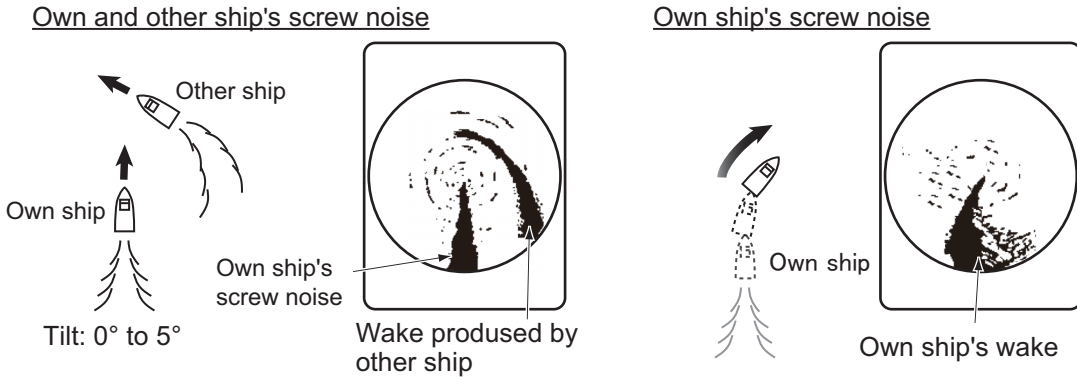 Own and other ship's screw noise
Other ship
Own ship
Own ship's
screw noise
Tilt: 0° to 5°
Wake prodused by
other ship
Own ship's screw noise
Own ship
Own ship's wake